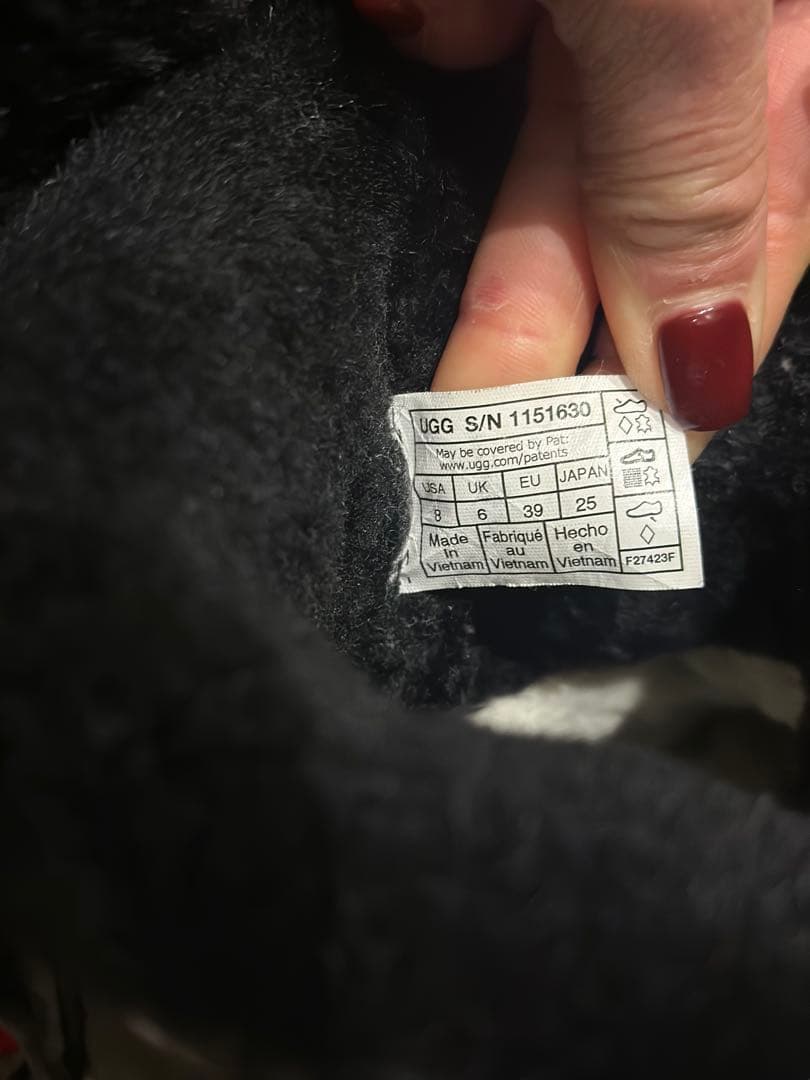 UGG S/N 1151630
May be covered by Pat:
www.ugg.com/patents
USA UK EU JAPAN
8 6 39 25
Made in Vietnam
Fabriqué au Vietnam
Hecho en Vietnam
F27423F